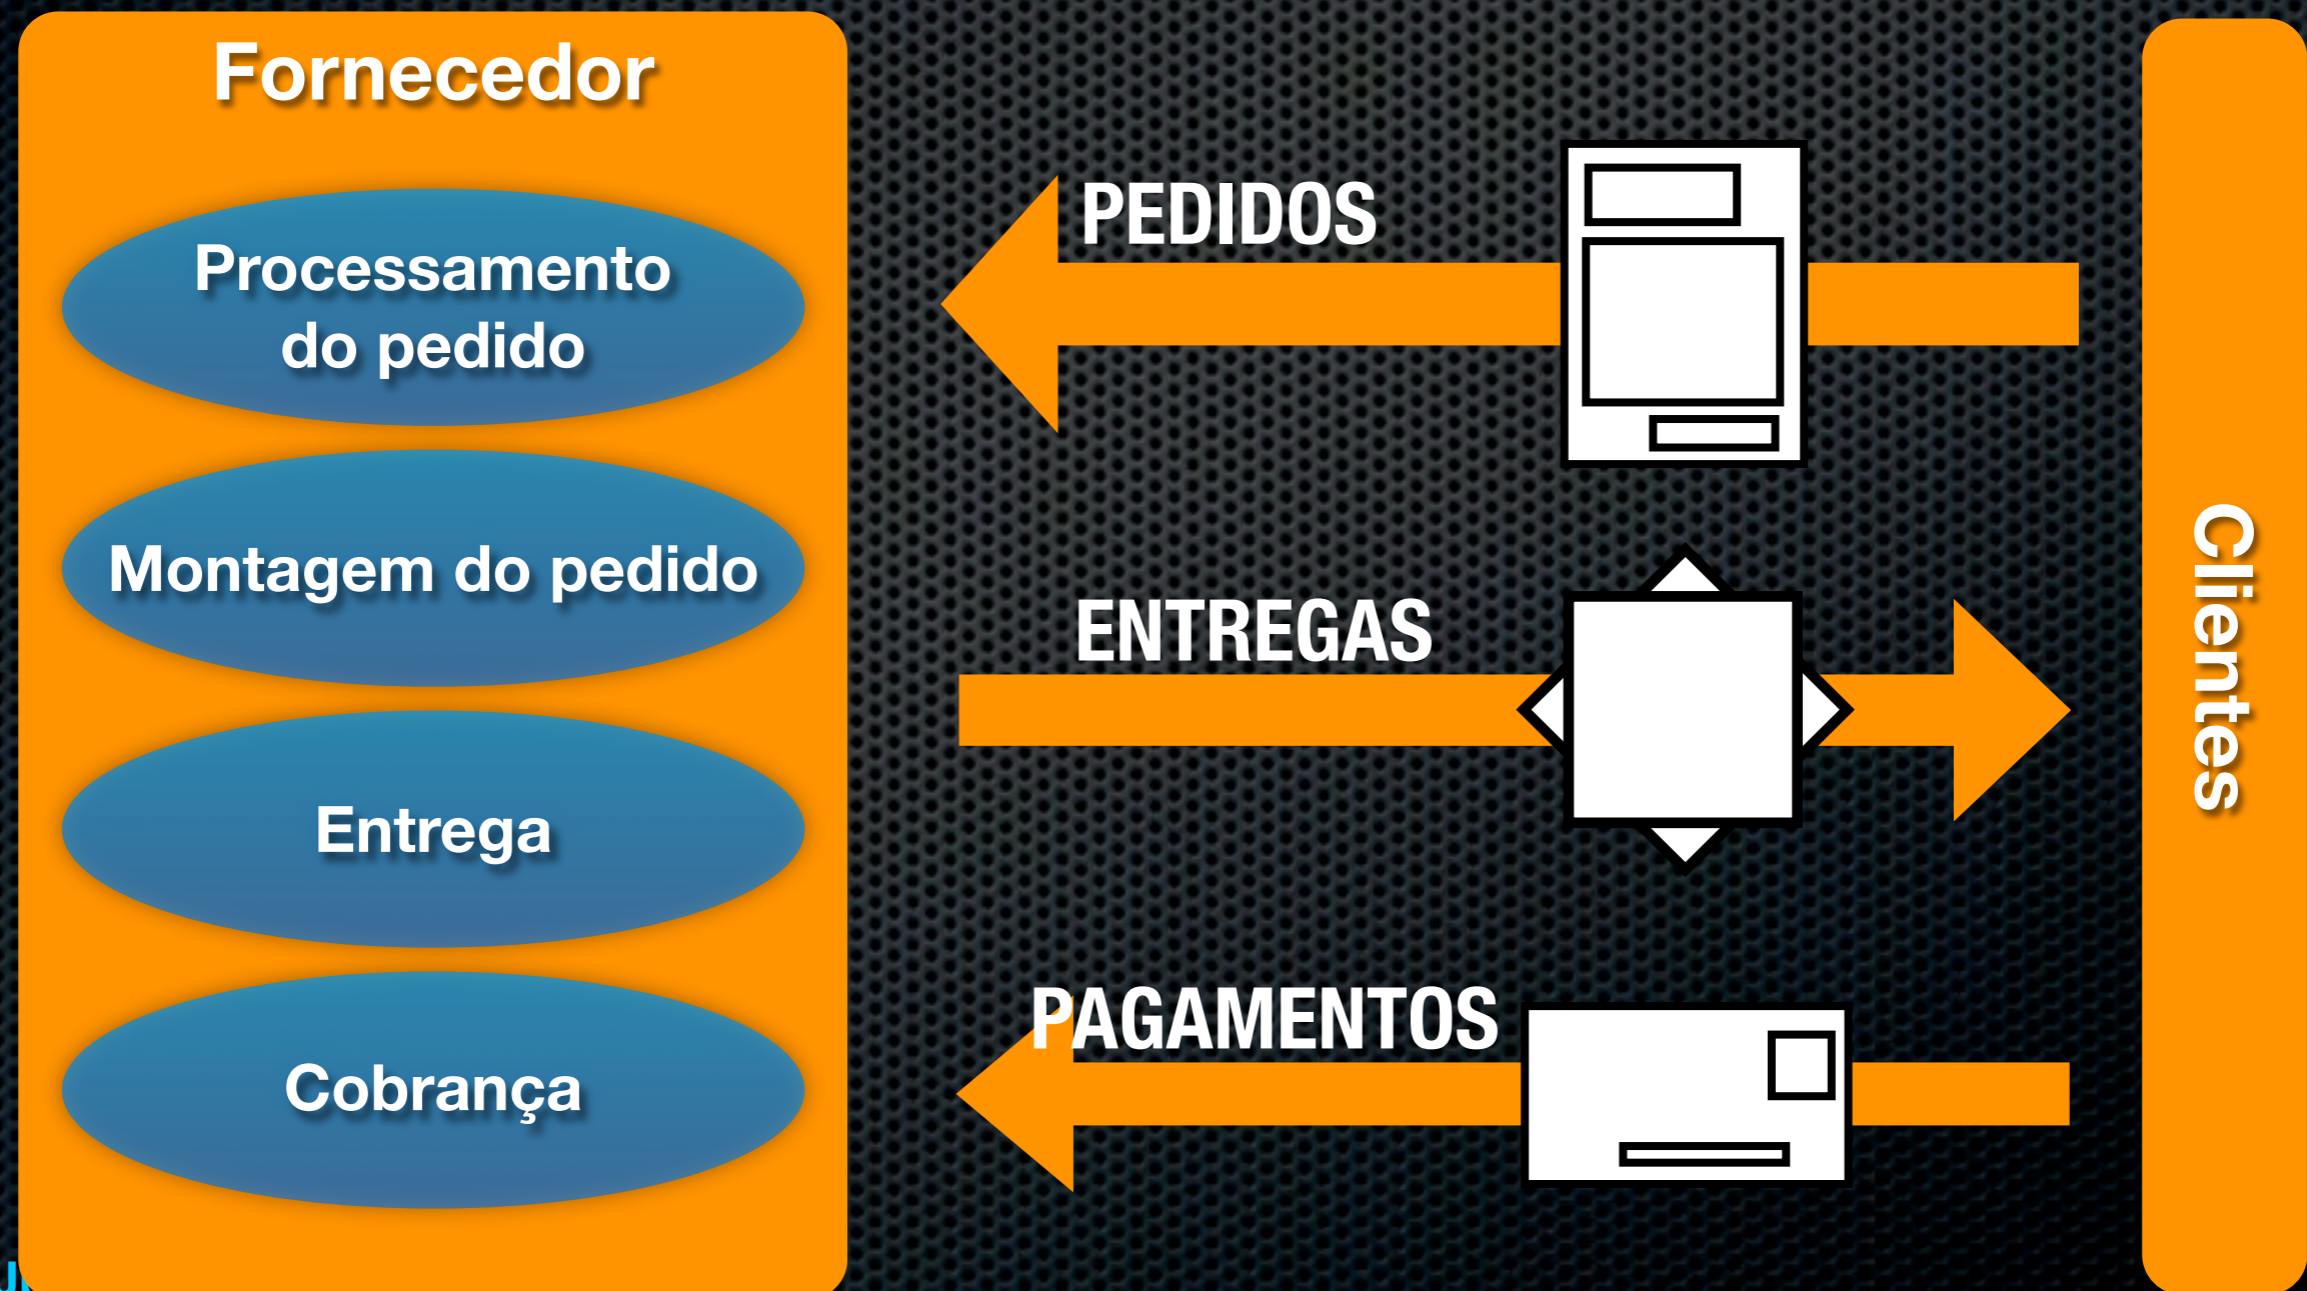 Fornecedor
Processamento
do pedido
Montagem do pedido
Entrega
Cobrança
PEDIDOS
ENTREGAS
PAGAMENTOS
Clientes